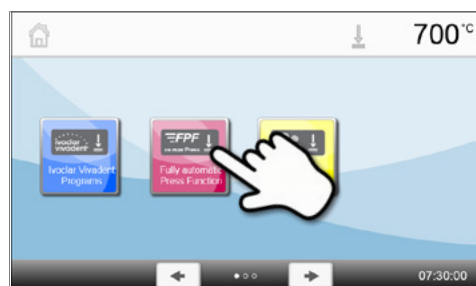 700°C
ivoclar vivadent
FPF
Ivoclar Vivadent Programs
Fully automatic Press Function
07:30:00